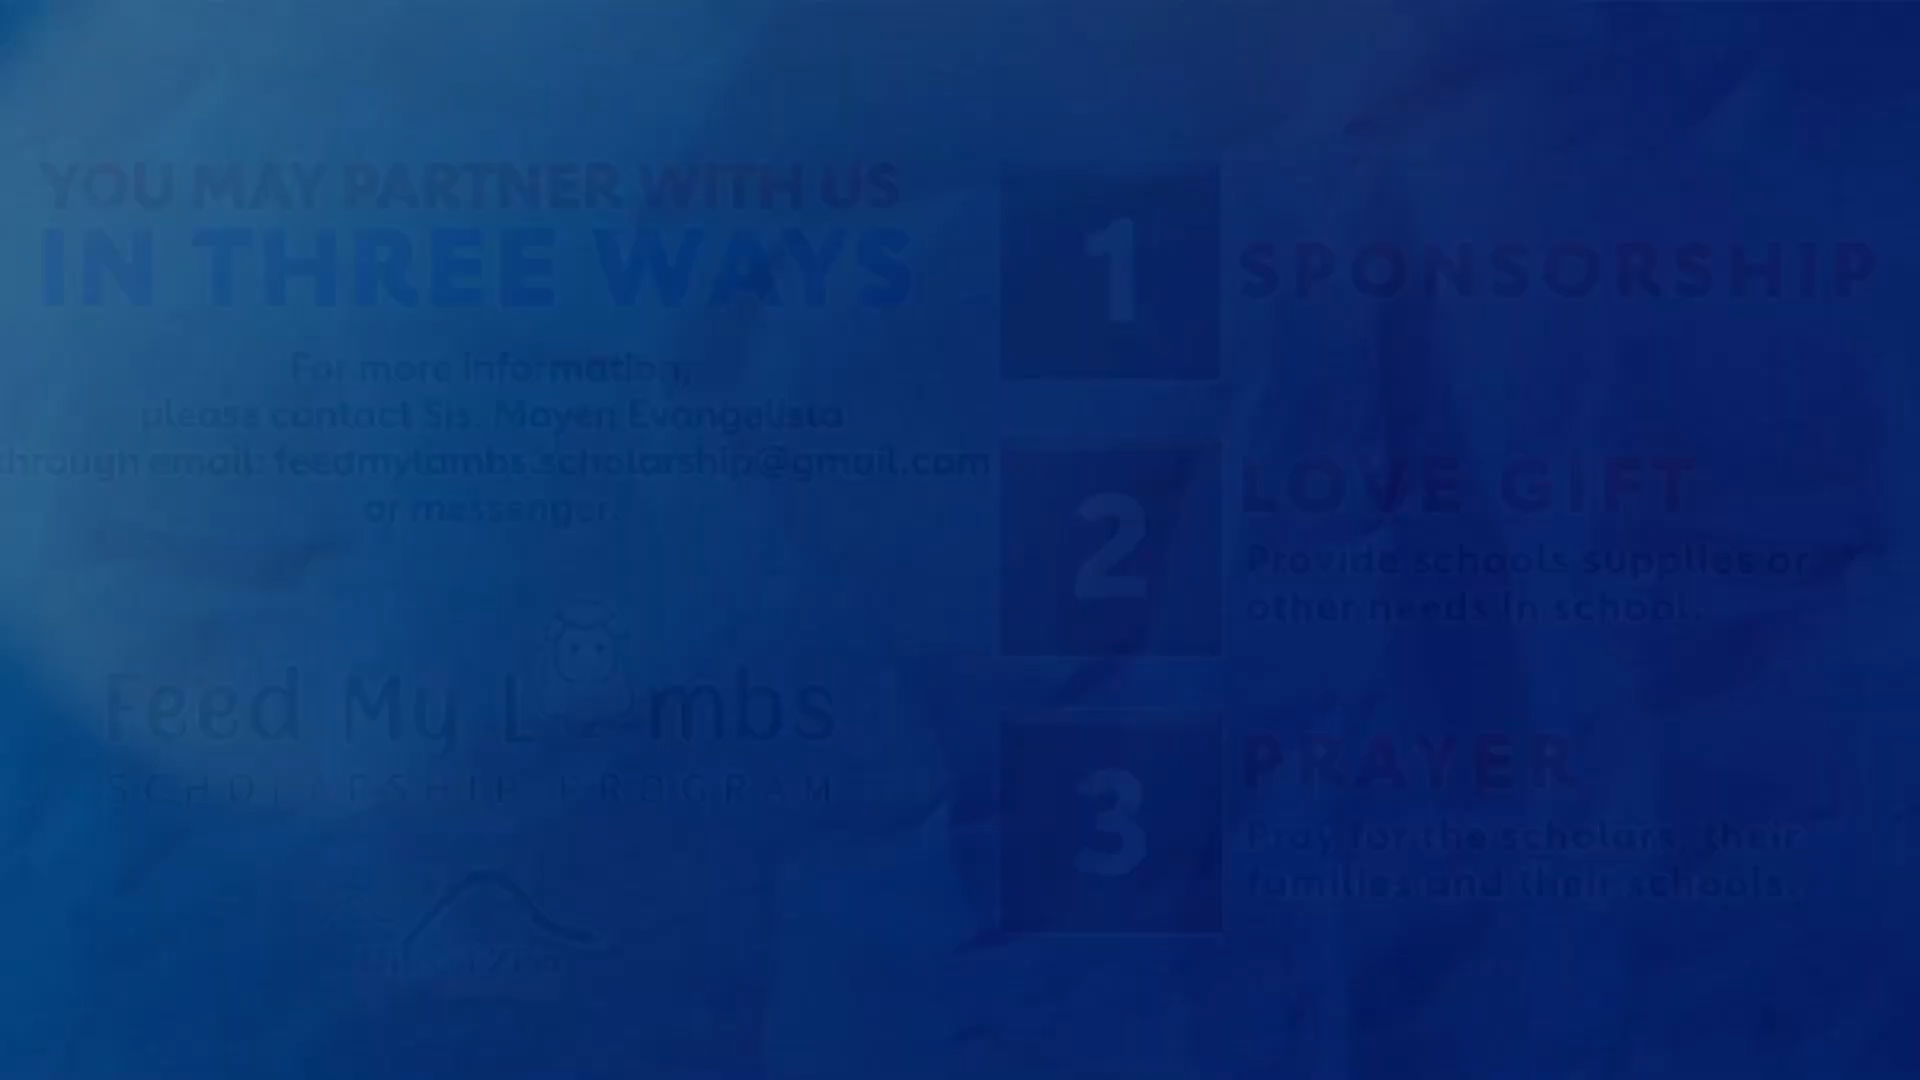 YOU MAY PARTNER WITH US
IN THREE WAYS
For more information,
please contact Sis. Mayen Evangelista
through email: feedmylambs.scholarship@gmail.com
or messenger.
Feed My Lambs
SCHOLARSHIP PROGRAM
1
SPONSORSHIP
2
LOVE GIFT
Provide schools supplies or
other needs in school.
3
PRAYER
Pray for the scholars, their
families and their schools.